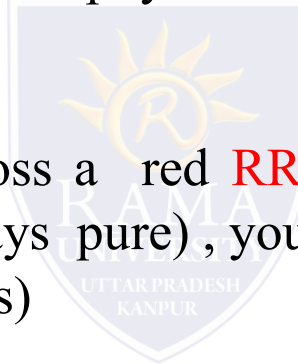 oss a red RR
R
RAMA
ys pure) , you
UNIVERSITY
UTTAR PRADESH
s)
KANPUR